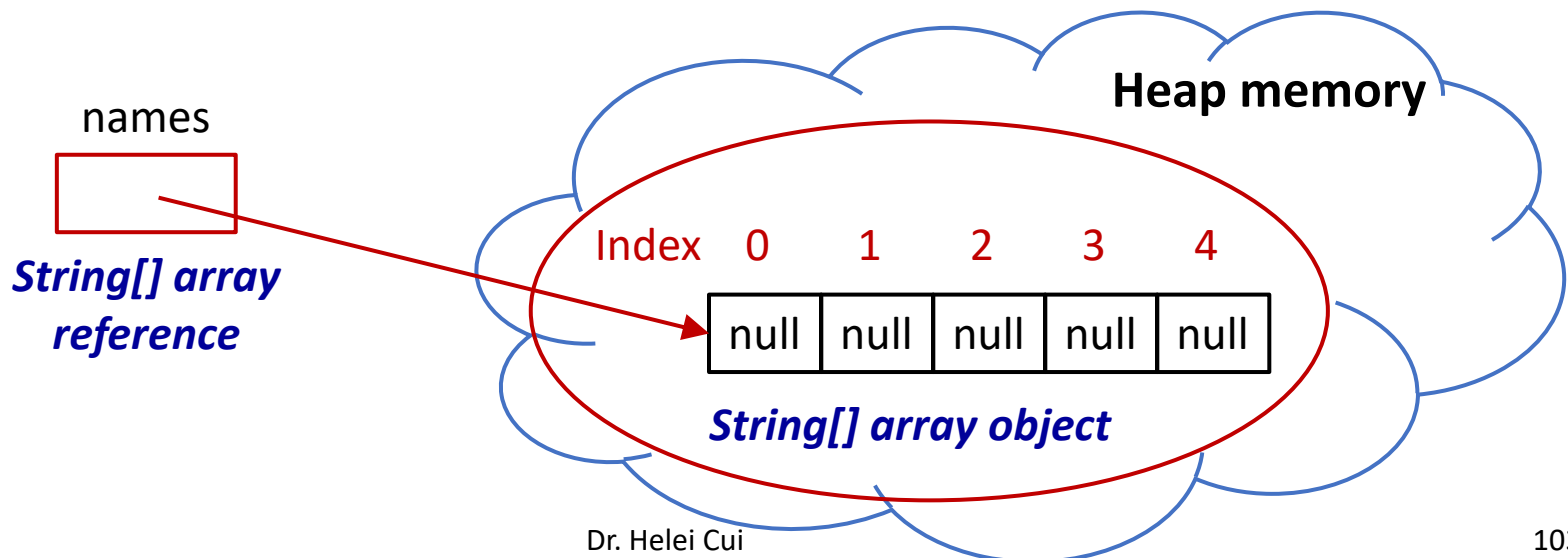 Heap memory
names
String[] array
reference
Index 0 1 2 3 4
null null null null null
String[] array object
Dr. Helei Cui